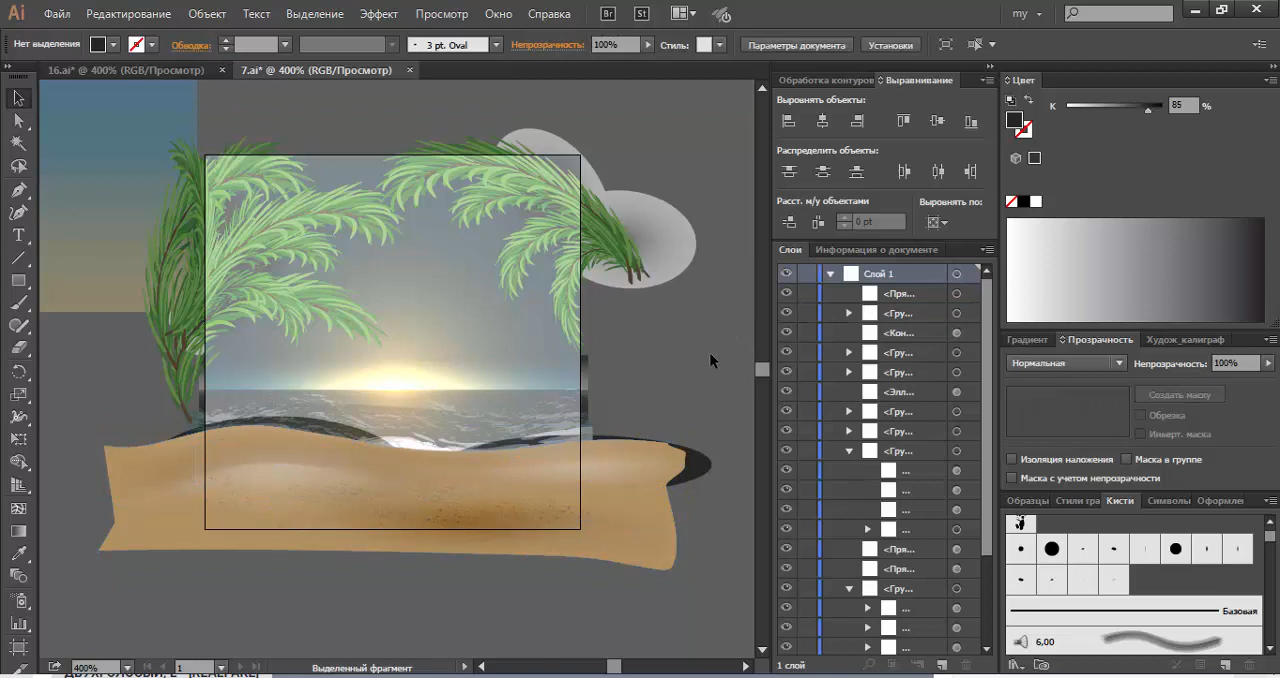 Ai Файл Редактирование Объект Текст Выделение Эффект Просмотр Окно Справка Br St my
Нет выделения Обводка: 3 pt. Oval Непрозрачность: 100% Стиль: Параметры документа Установки
16.ai* @ 400% (RGB/Просмотр) × 7.ai* @ 400% (RGB/Просмотр) ×
Обработка контуров Выравнивание
Выровнять объекты:
Распределить объекты:
Расст. м/у объектами Выровнять по:
0 pt
Слои Информация о документе
Слой 1
<Пря...
<Гру...
<Кон...
<Гру...
<Гру...
<Элл...
<Гру...
<Гру...
<Гру...
...
...
...
...
<Пря...
<Пря...
<Гру...
...
...
...
1 слой
Цвет
K 85 %
Градиент Прозрачность Худож_каллиграф
Нормальная Непрозрачность: 100%
Создать маску
Обрезка
Инверт. маска
Изоляция наложения Маска в группе
Маска с учетом непрозрачности
Образцы Стили гра Кисти Символы Оформлен
Базовая
6,00
400% 1 Выделенный фрагмент